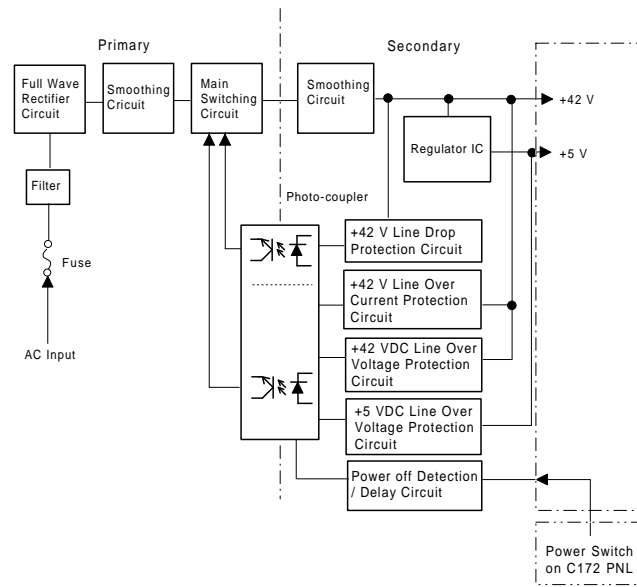 Primary
Secondary
Full Wave
Rectifier
Circuit
Smoothing
Cricuit
Main
Switching
Circuit
Smoothing
Circuit
+42 V
Regulator IC
+5 V
Filter
Photo-coupler
Fuse
+42 V Line Drop
Protection Circuit
+42 V Line Over
Current Protection
Circuit
AC Input
+42 VDC Line Over
Voltage Protection
Circuit
+5 VDC Line Over
Voltage Protection
Circuit
Power off Detection
/ Delay Circuit
Power Switch
on C172 PNL